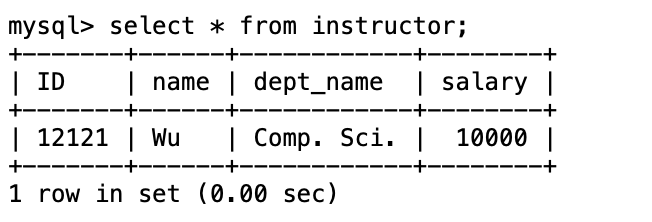 mysql> select * from instructor;
+-------+------+------------+--------+
| ID    | name | dept_name  | salary |
+-------+------+------------+--------+
| 12121 | Wu   | Comp. Sci. |  10000 |
+-------+------+------------+--------+
1 row in set (0.00 sec)